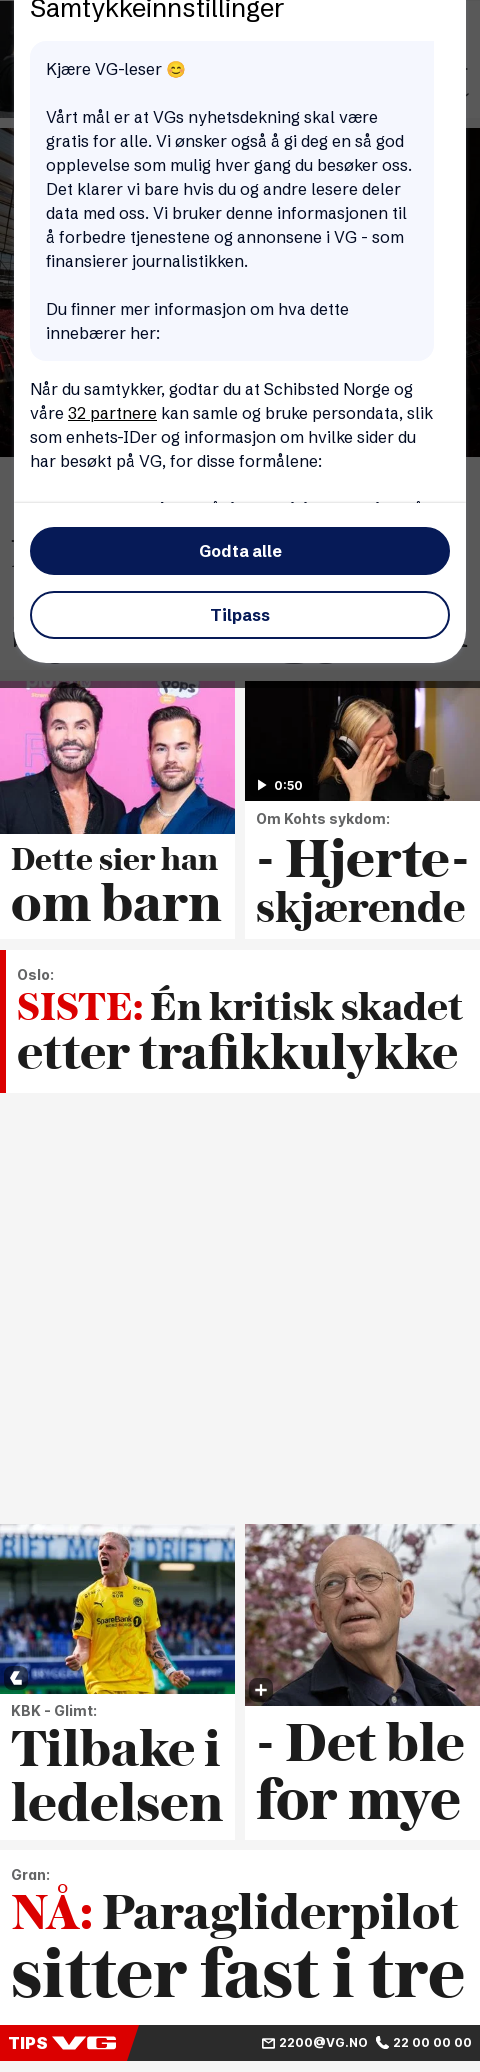 Samtykkeinnstillinger
Kjære VG-leser 😊
Vårt mål er at VGs nyhetsdekning skal være
gratis for alle. Vi ønsker også å gi deg en så god
opplevelse som mulig hver gang du besøker oss.
Det klarer vi bare hvis du og andre lesere deler
data med oss. Vi bruker denne informasjonen til
å forbedre tjenestene og annonsene i VG - som
finansierer journalistikken.
Du finner mer informasjon om hva dette
innebærer her:
Når du samtykker, godtar du at Schibsted Norge og
våre 32 partnere kan samle og bruke persondata, slik
som enhets-IDer og informasjon om hvilke sider du
har besøkt på VG, for disse formålene:
Godta alle
Tilpass
pops
0:50
Dette sier han
om barn
Om Kohts sykdom:
- Hjerte-
skjærende
Oslo:
SISTE: Én kritisk skadet
etter trafikkulykke
SpareBank 1
KBK - Glimt:
Tilbake i
ledelsen
- Det ble
for mye
Gran:
NÅ: Paragliderpilot
sitter fast i tre
TIPS VG 2200@VG.NO 22 00 00 00